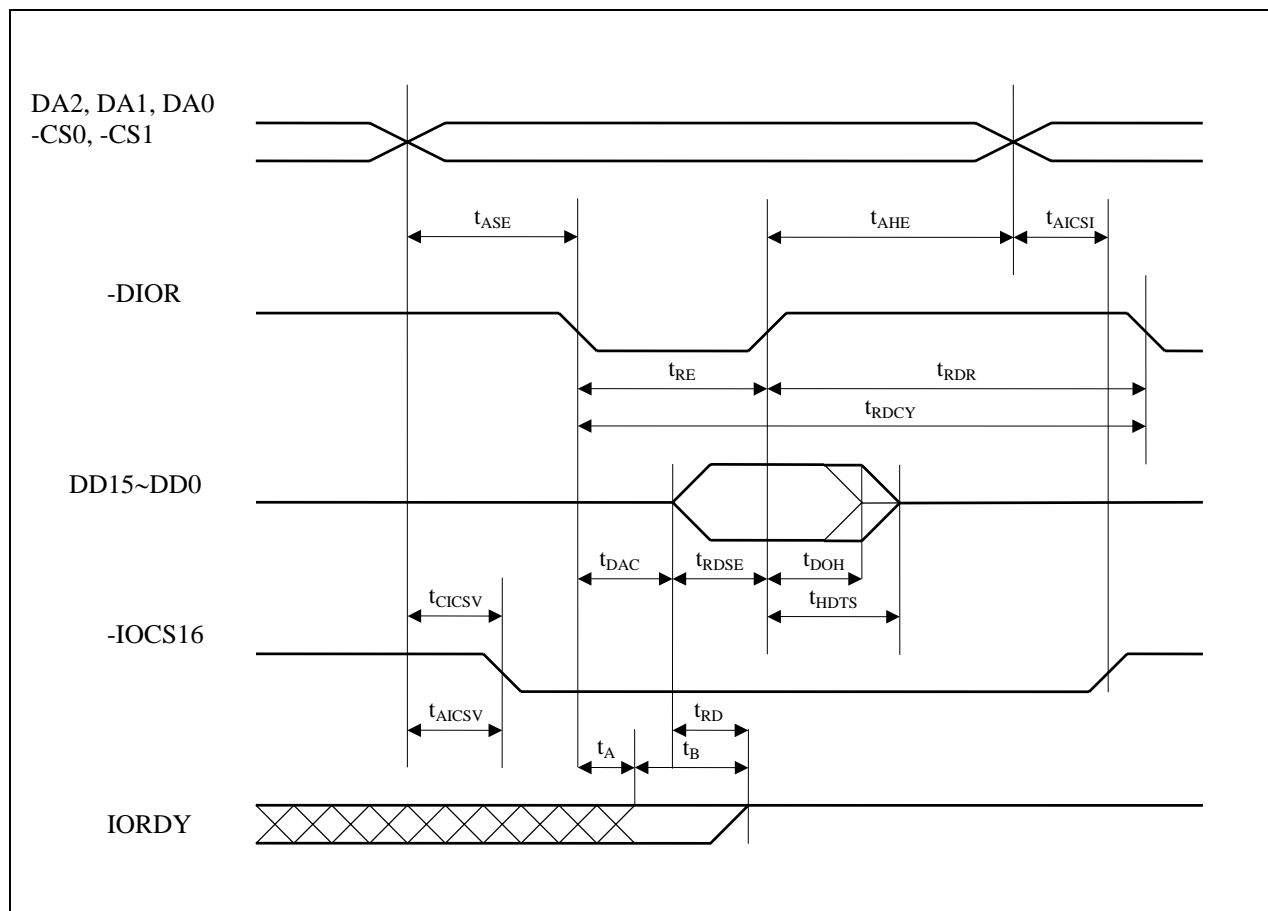 DA2, DA1, DA0
-CS0, -CS1
tASE
tAHE
tAICSI
-DIOR
tRE
tRDR
tRDCY
DD15~DD0
tDAC
tRDSE
tDOH
tCICSV
tHDTS
-IOCS16
tAICSV
tRD
tA
tB
IORDY